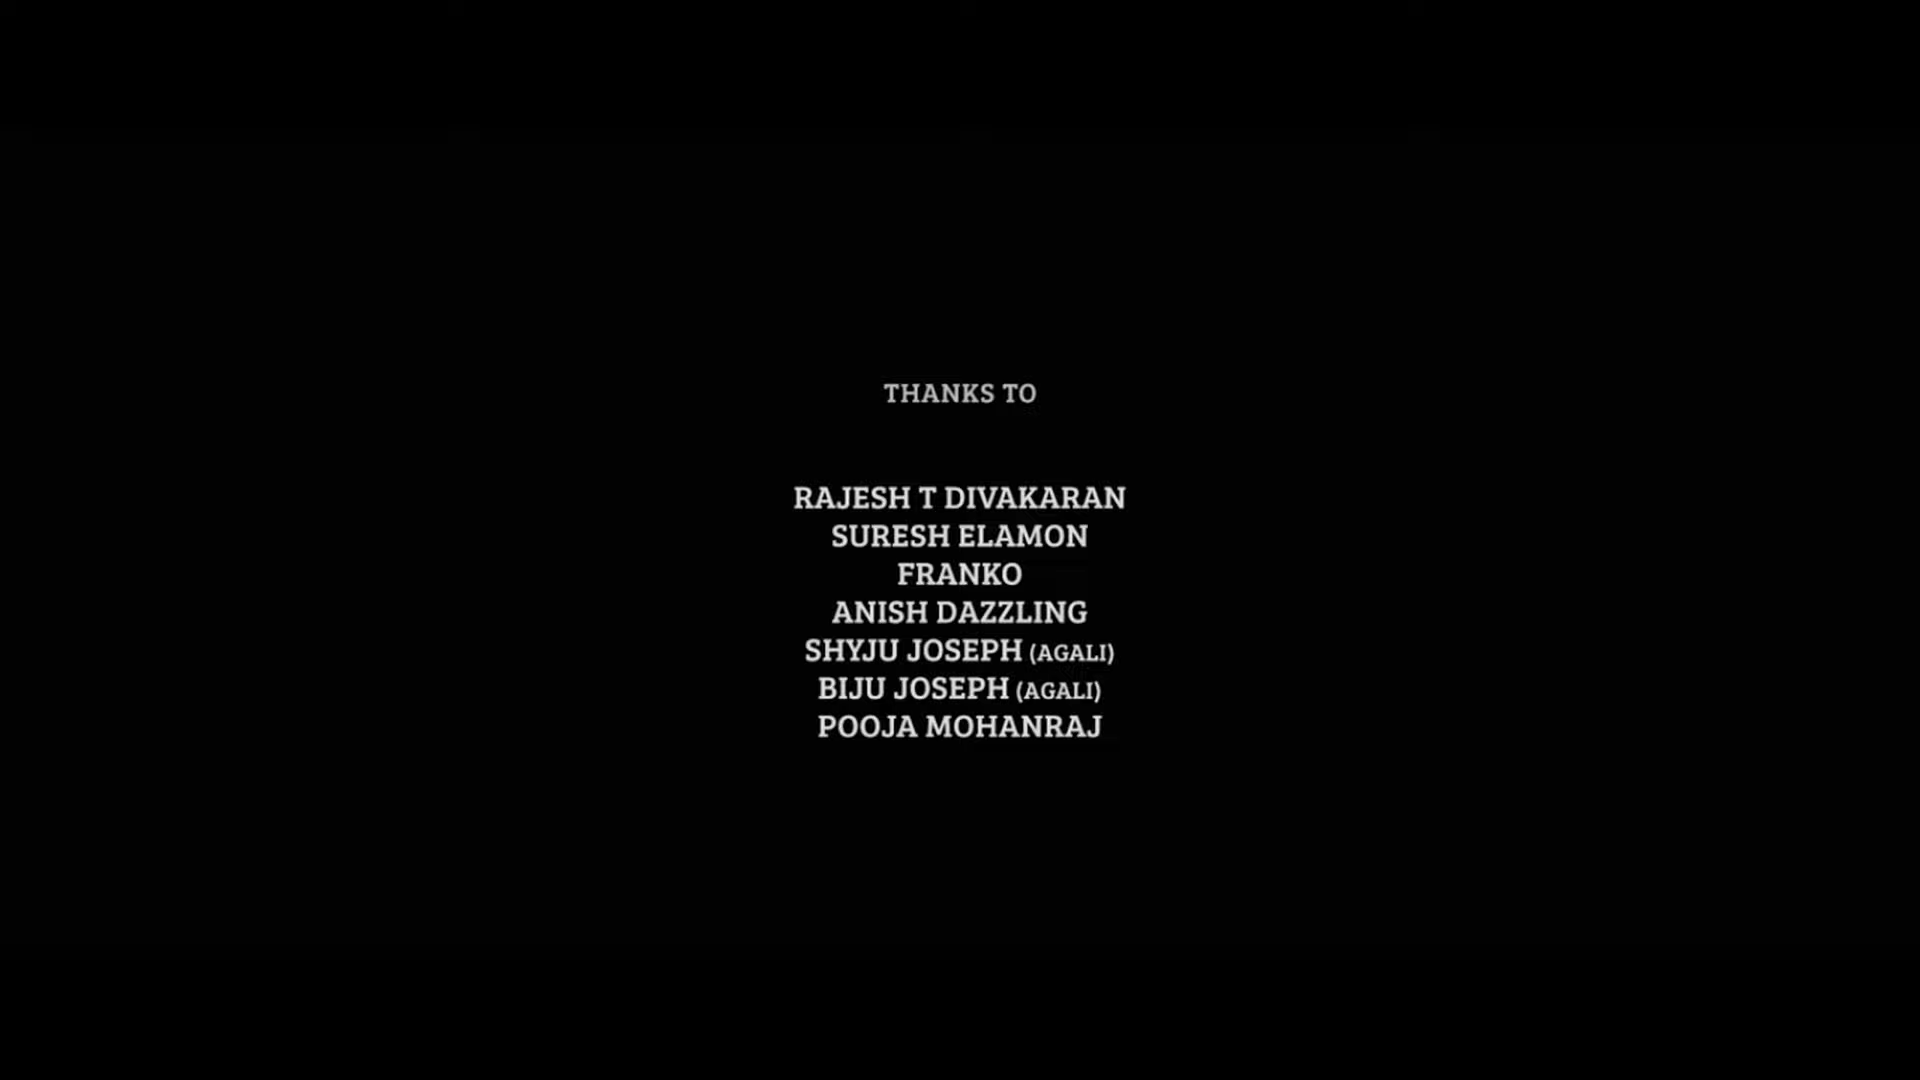 THANKS TO
RAJESH T DIVAKARAN
SURESH ELAMON
FRANKO
ANISH DAZZLING
SHYJU JOSEPH (AGALI)
BIJU JOSEPH (AGALI)
POOJA MOHANRAJ